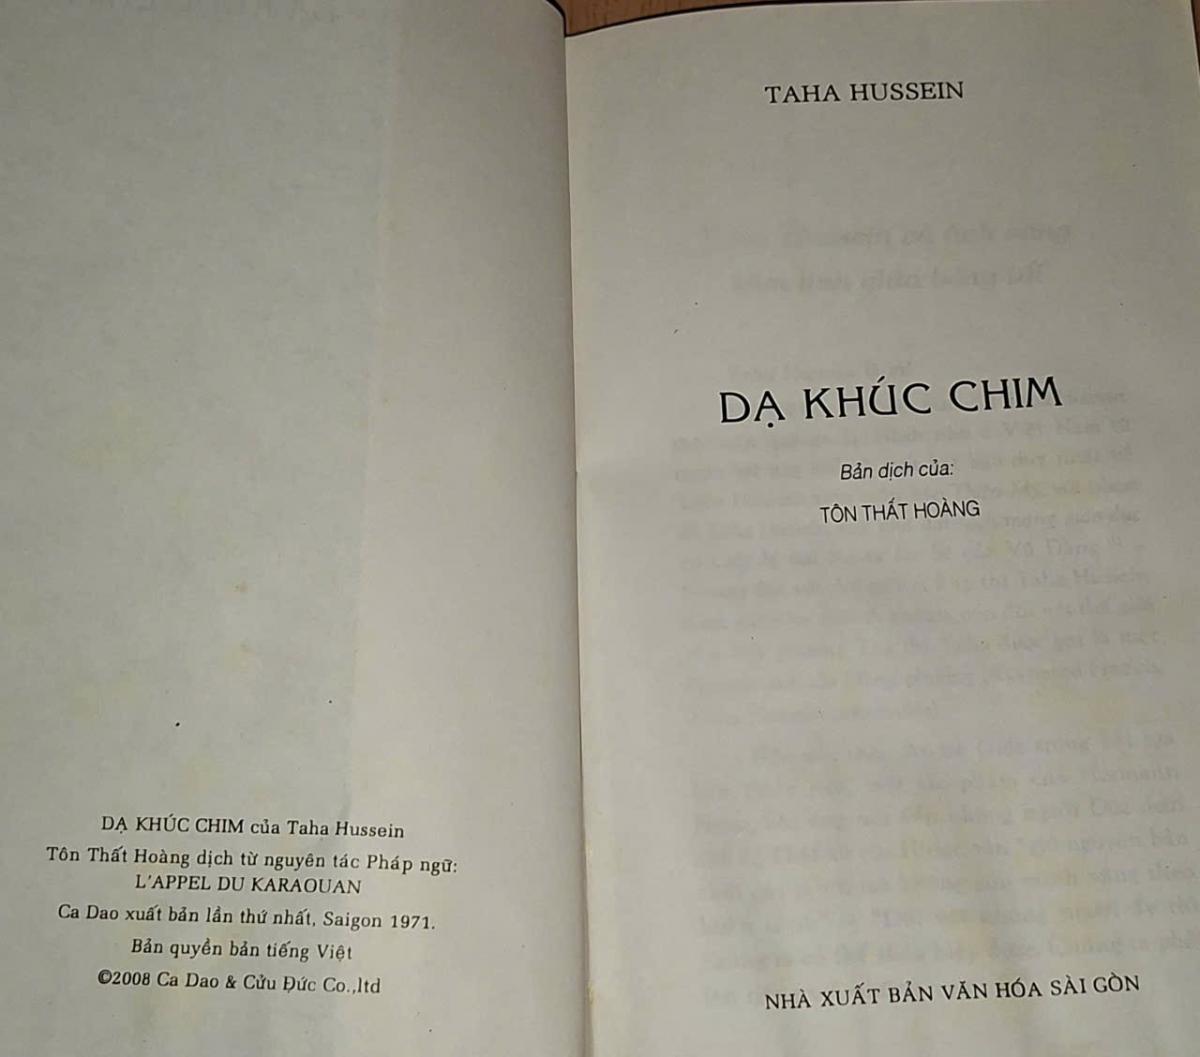 DẠ KHÚC CHIM của Taha Hussein
Tôn Thất Hoàng dịch từ nguyên tác Pháp ngữ:
L'APPEL DU KARAOUAN
Ca Dao xuất bản lần thứ nhất, Saigon 1971.
Bản quyền bản tiếng Việt
©2008 Ca Dao & Cửu Đức Co.,ltd
TAHA HUSSEIN
DẠ KHÚC CHIM
Bản dịch của:
TÔN THẤT HOÀNG
NHÀ XUẤT BẢN VĂN HÓA SÀI GÒN